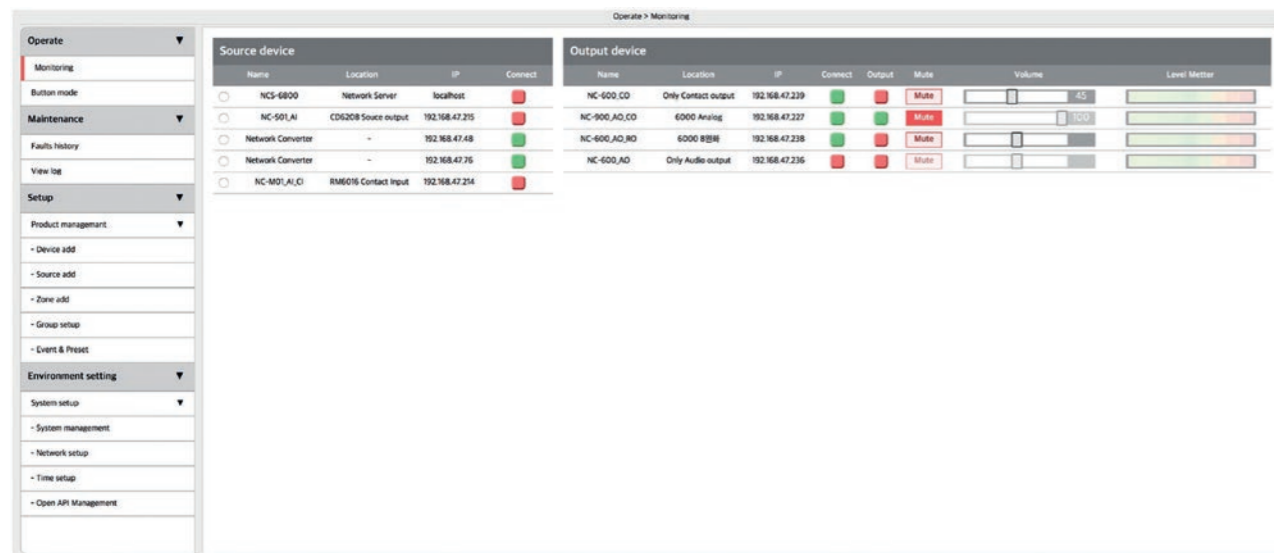 Operate > Monitoring
Operate ▼
Monitoring
Button mode
Maintenance ▼
Faults history
View log
Setup ▼
Product managemant ▼
- Device add
- Source add
- Zone add
- Group setup
- Event & Preset
Environment setting ▼
System setup ▼
- System management
- Network setup
- Time setup
- Open API Management
Source device
Name Location IP Connect
NCS-6800 Network Server localhost
NC-501_AI CD6208 Souce output 192.168.47.215
Network Converter - 192.168.47.48
Network Converter - 192.168.47.76
NC-M01_AI_CI RM6016 Contact Input 192.168.47.214
Output device
Name Location IP Connect Output Mute Volume Level Metter
NC-600_CO Only Contact output 192.168.47.239 Mute 45
NC-900_AO_CO 6000 Analog 192.168.47.227 Mute 100
NC-600_AO_RO 6000 192.168.47.238 Mute
NC-600_AO Only Audio output 192.168.47.236 Mute